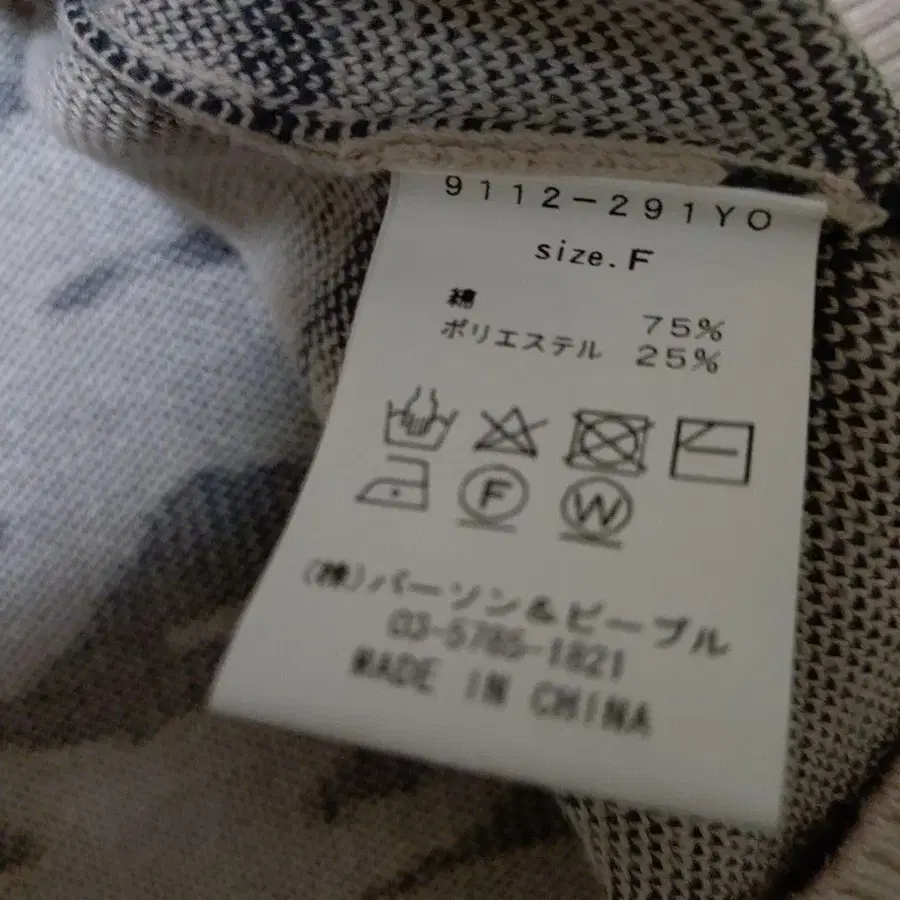 9112-291YO
size.F
綿 75%
ポリエステル 25%
F W
(株)パーソン&ピープル
03-5785-1821
MADE IN CHINA